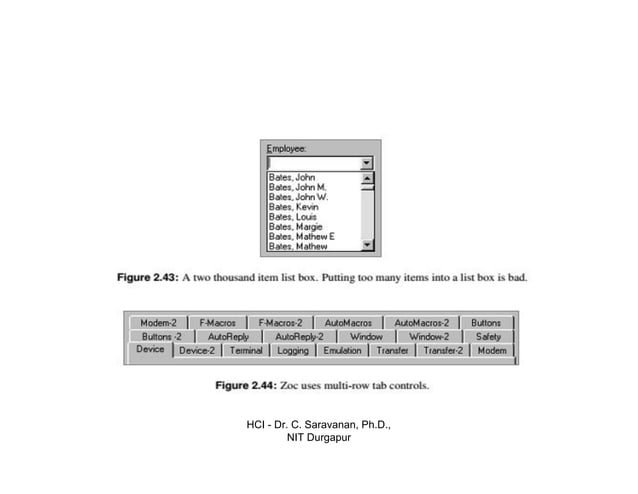 Employee:
Bates, John
Bates, John M.
Bates, John W.
Bates, Kevin
Bates, Louis
Bates, Margie
Bates, Mathew E
Bates, Mathew
Figure 2.43: A two thousand item list box. Putting too many items into a list box is bad.
Modem-2 F-Macros F-Macros-2 AutoMacros AutoMacros-2 Buttons
Buttons -2 AutoReply AutoReply-2 Window Window-2 Safety
Device Device-2 Terminal Logging Emulation Transfer Transfer-2 Modem
Figure 2.44: Zoc uses multi-row tab controls.
HCI - Dr. C. Saravanan, Ph.D.,
NIT Durgapur